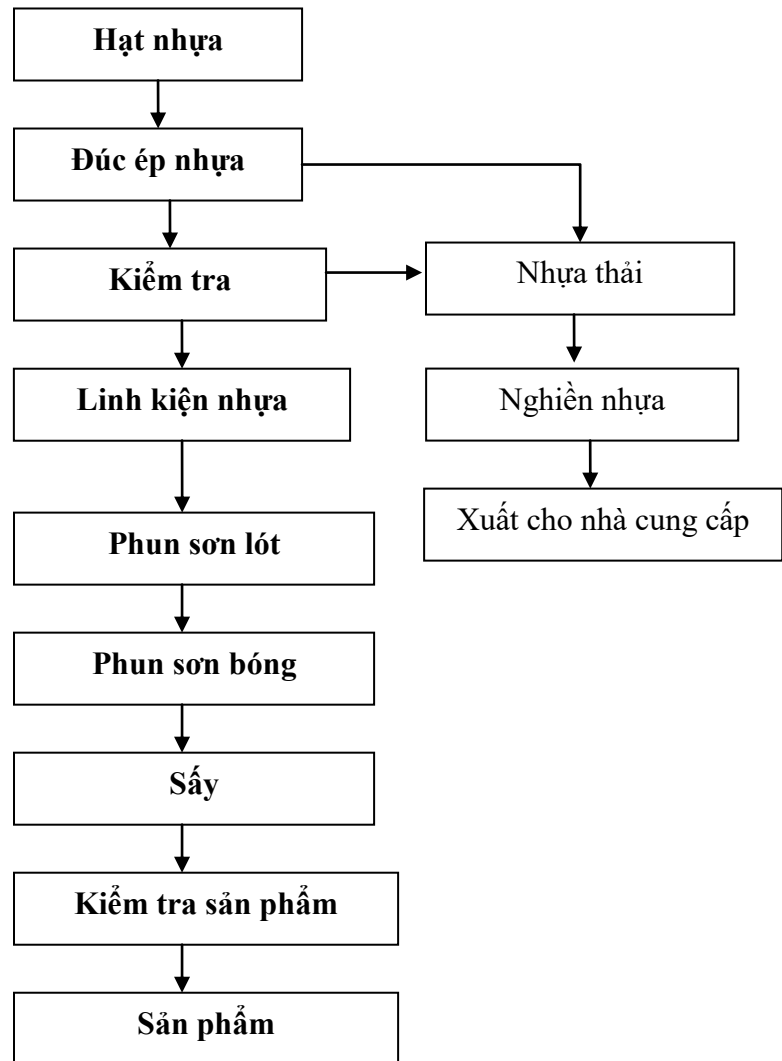 Hạt nhựa
Đúc ép nhựa
Kiểm tra
Nhựa thải
Linh kiện nhựa
Nghiền nhựa
Phun sơn lót
Xuất cho nhà cung cấp
Phun sơn bóng
Sấy
Kiểm tra sản phẩm
Sản phẩm